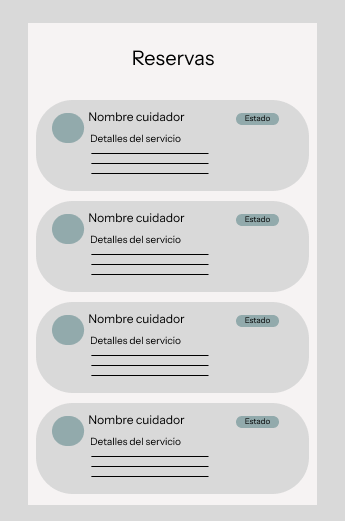 Reservas
Nombre cuidador
Estado
Detalles del servicio
Nombre cuidador
Estado
Detalles del servicio
Nombre cuidador
Estado
Detalles del servicio
Nombre cuidador
Estado
Detalles del servicio